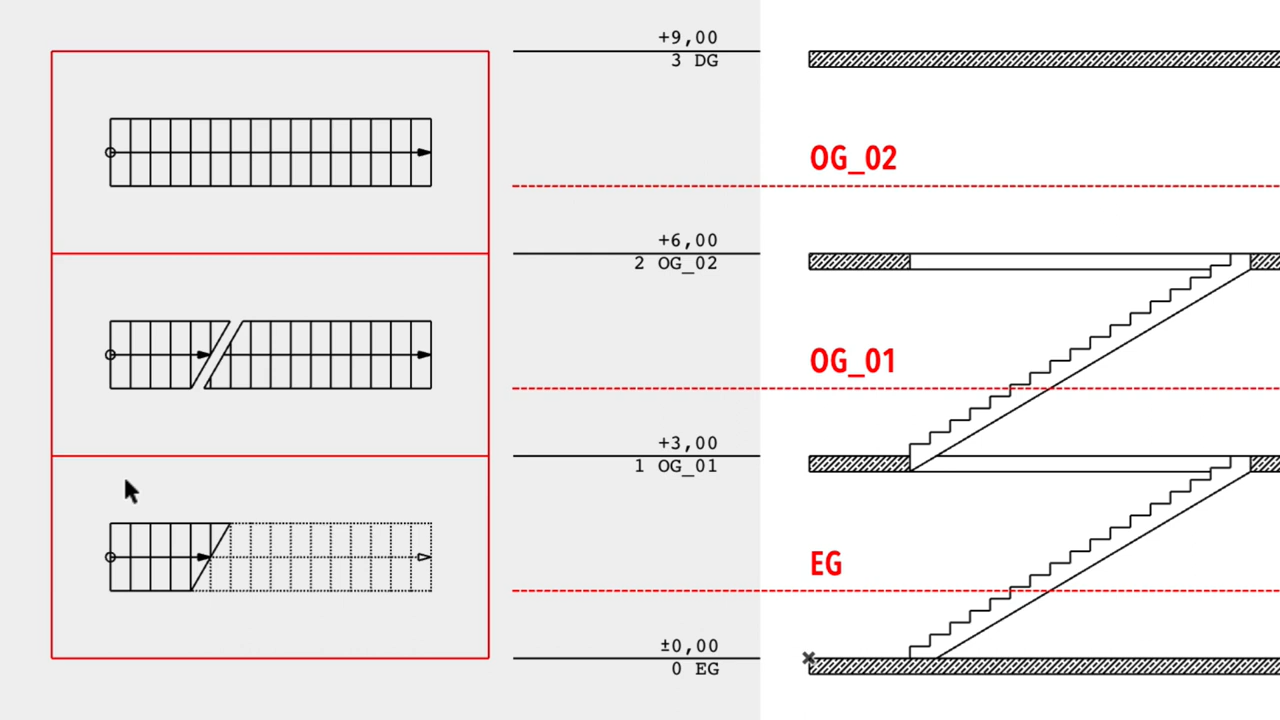 +9,00
3 DG
OG_02
+6,00
2 OG_02
OG_01
+3,00
1 OG_01
EG
±0,00
0 EG